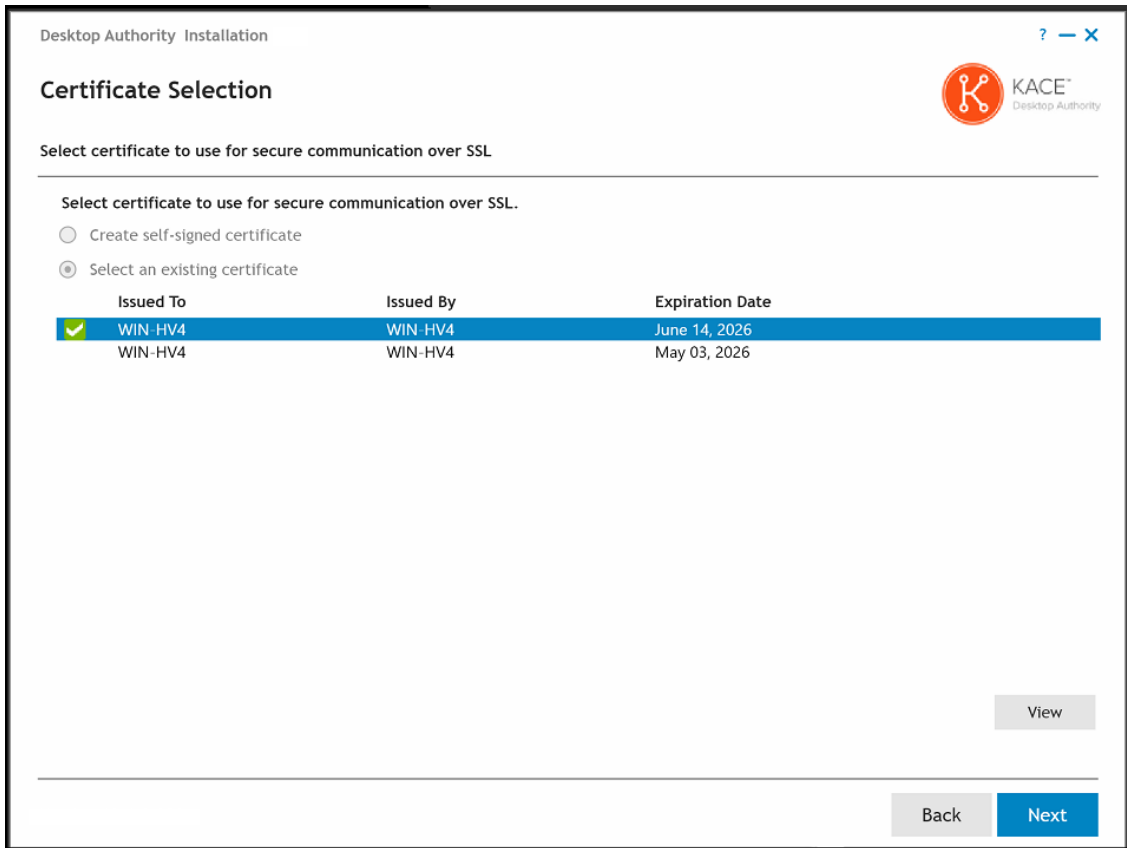 Desktop Authority Installation
?
Certificate Selection
KACE™
Desktop Authority
Select certificate to use for secure communication over SSL
Select certificate to use for secure communication over SSL.
Create self-signed certificate
Select an existing certificate
Issued To Issued By Expiration Date
WIN-HV4 WIN-HV4 June 14, 2026
WIN-HV4 WIN-HV4 May 03, 2026
View
Back Next